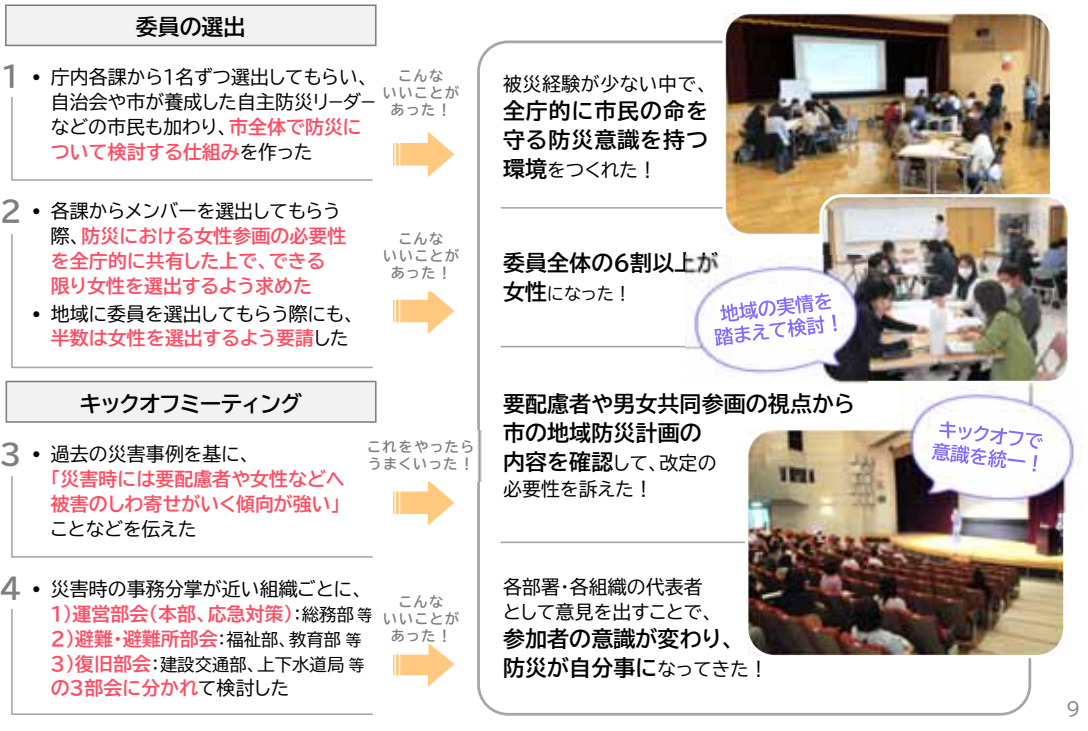 委員の選出
1 • 庁内各課から1名ずつ選出してもらい、
自治会や市が養成した自主防災リーダー
などの市民も加わり、市全体で防災に
ついて検討する仕組みを作った
こんな
いいことが
あった！
被災経験が少ない中で、
全庁的に市民の命を
守る防災意識を持つ
環境をつくれた！
2 • 各課からメンバーを選出してもらう
際、防災における女性参画の必要性
を全庁的に共有した上で、できる
限り女性を選出するよう求めた
• 地域に委員を選出してもらう際にも、
半数は女性を選出するよう要請した
こんな
いいことが
あった！
委員全体の6割以上が
女性になった！
地域の実情を
踏まえて検討！
キックオフミーティング
3 • 過去の災害事例を基に、
「災害時には要配慮者や女性などへ
被害のしわ寄せがいく傾向が強い」
ことなどを伝えた
これをやったら
うまくいった！
要配慮者や男女共同参画の視点から
市の地域防災計画の
内容を確認して、改定の
必要性を訴えた！
キックオフで
意識を統一！
4 • 災害時の事務分掌が近い組織ごとに、
1)運営部会(本部、応急対策)：総務部 等
2)避難・避難所部会：福祉部、教育部 等
3)復旧部会：建設交通部、上下水道局 等
の3部会に分かれて検討した
こんな
いいことが
あった！
各部署・各組織の代表者
として意見を出すことで、
参加者の意識が変わり、
防災が自分事になってきた！
9